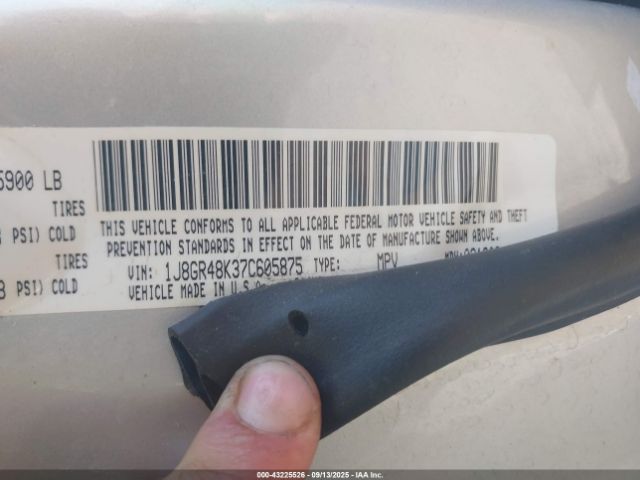 5900 LB
TIRES
PSI) COLD
TIRES
PSI) COLD
THIS VEHICLE CONFORMS TO ALL APPLICABLE FEDERAL MOTOR VEHICLE SAFETY AND THEFT
PREVENTION STANDARDS IN EFFECT ON THE DATE OF MANUFACTURE SHOWN ABOVE.
VIN: 1J8GR48K37C605875 TYPE: MPV
VEHICLE MADE IN U.S.
000-43225526 - 09/13/2025 - IAA Inc.